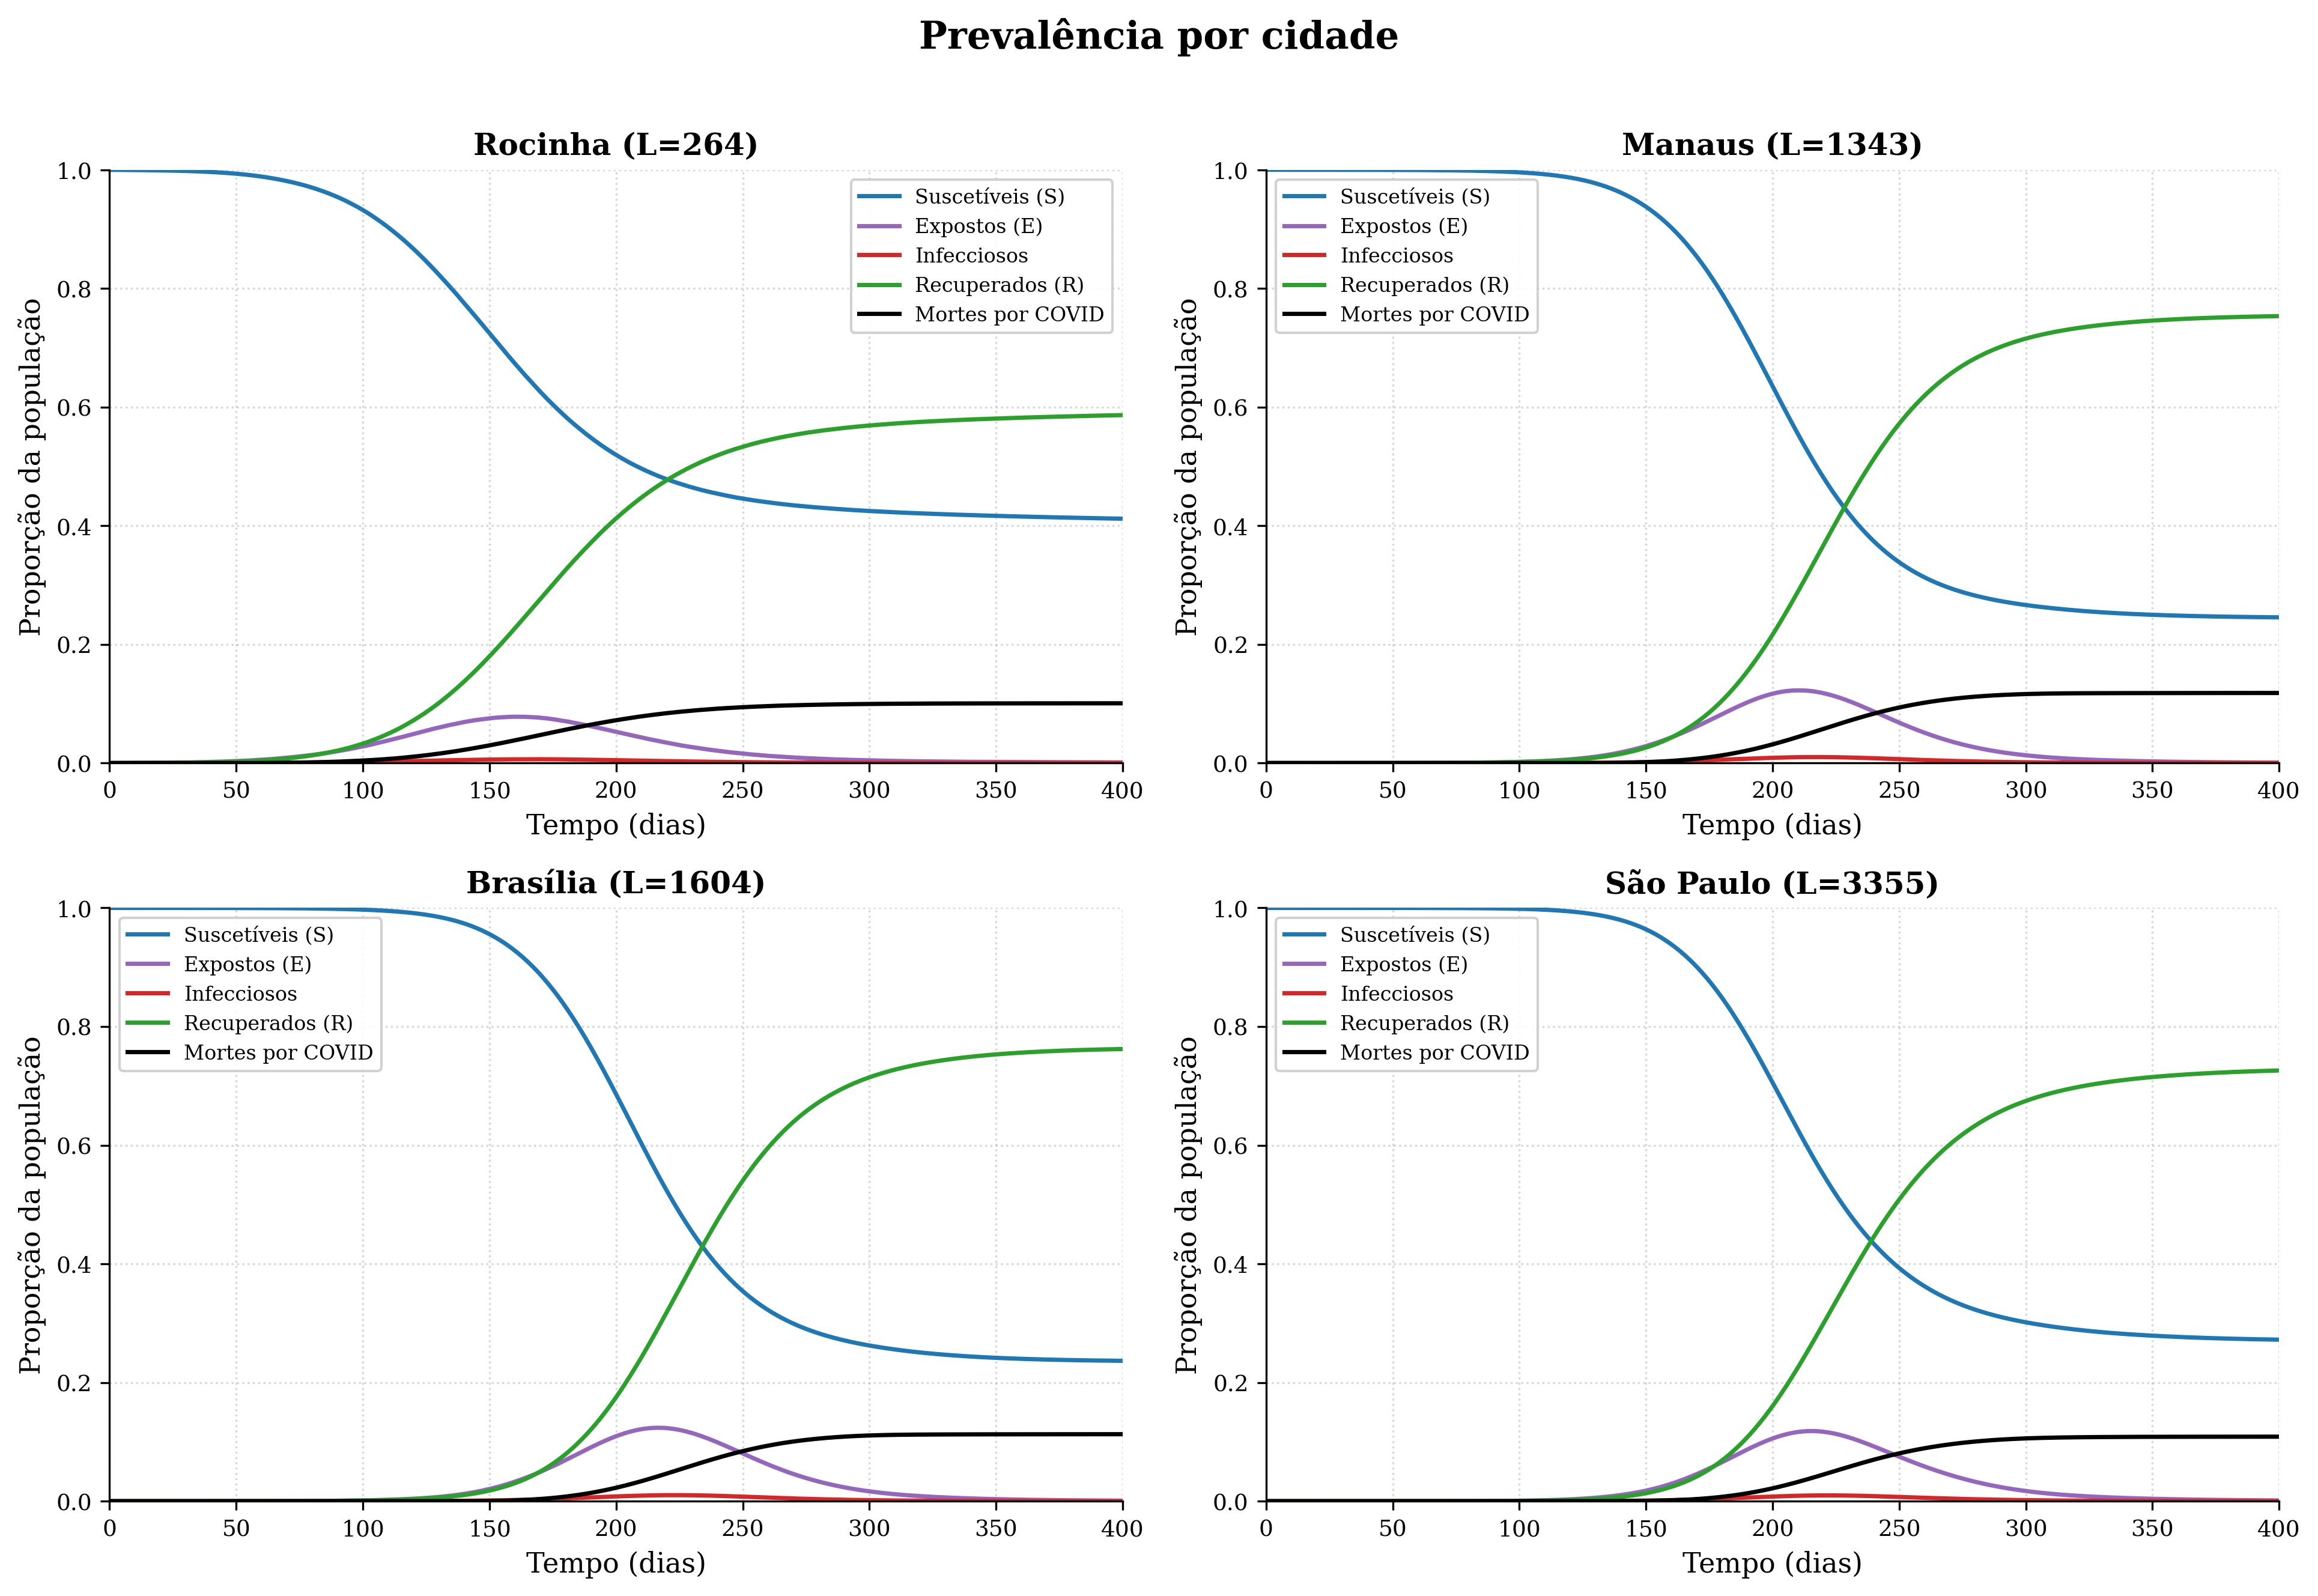 Prevalência por cidade
Rocinha (L=264)
Proporção da população
1.0
0.8
0.6
0.4
0.2
0.0
Suscetíveis (S)
Expostos (E)
Infecciosos
Recuperados (R)
Mortes por COVID
0 50 100 150 200 250 300 350 400
Tempo (dias)
Manaus (L=1343)
Proporção da população
1.0
0.8
0.6
0.4
0.2
0.0
Suscetíveis (S)
Expostos (E)
Infecciosos
Recuperados (R)
Mortes por COVID
0 50 100 150 200 250 300 350 400
Tempo (dias)
Brasília (L=1604)
Proporção da população
1.0
0.8
0.6
0.4
0.2
0.0
Suscetíveis (S)
Expostos (E)
Infecciosos
Recuperados (R)
Mortes por COVID
0 50 100 150 200 250 300 350 400
Tempo (dias)
São Paulo (L=3355)
Proporção da população
1.0
0.8
0.6
0.4
0.2
0.0
Suscetíveis (S)
Expostos (E)
Infecciosos
Recuperados (R)
Mortes por COVID
0 50 100 150 200 250 300 350 400
Tempo (dias)